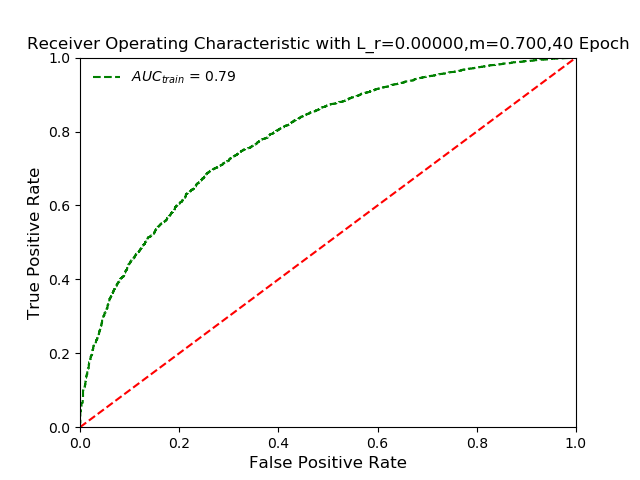 Receiver Operating Characteristic with L_r=0.00000,m=0.700,40 Epoch
1.0
AUCtrain = 0.79
0.8
0.6
0.4
0.2
0.0
True Positive Rate
0.0 0.2 0.4 0.6 0.8 1.0
False Positive Rate